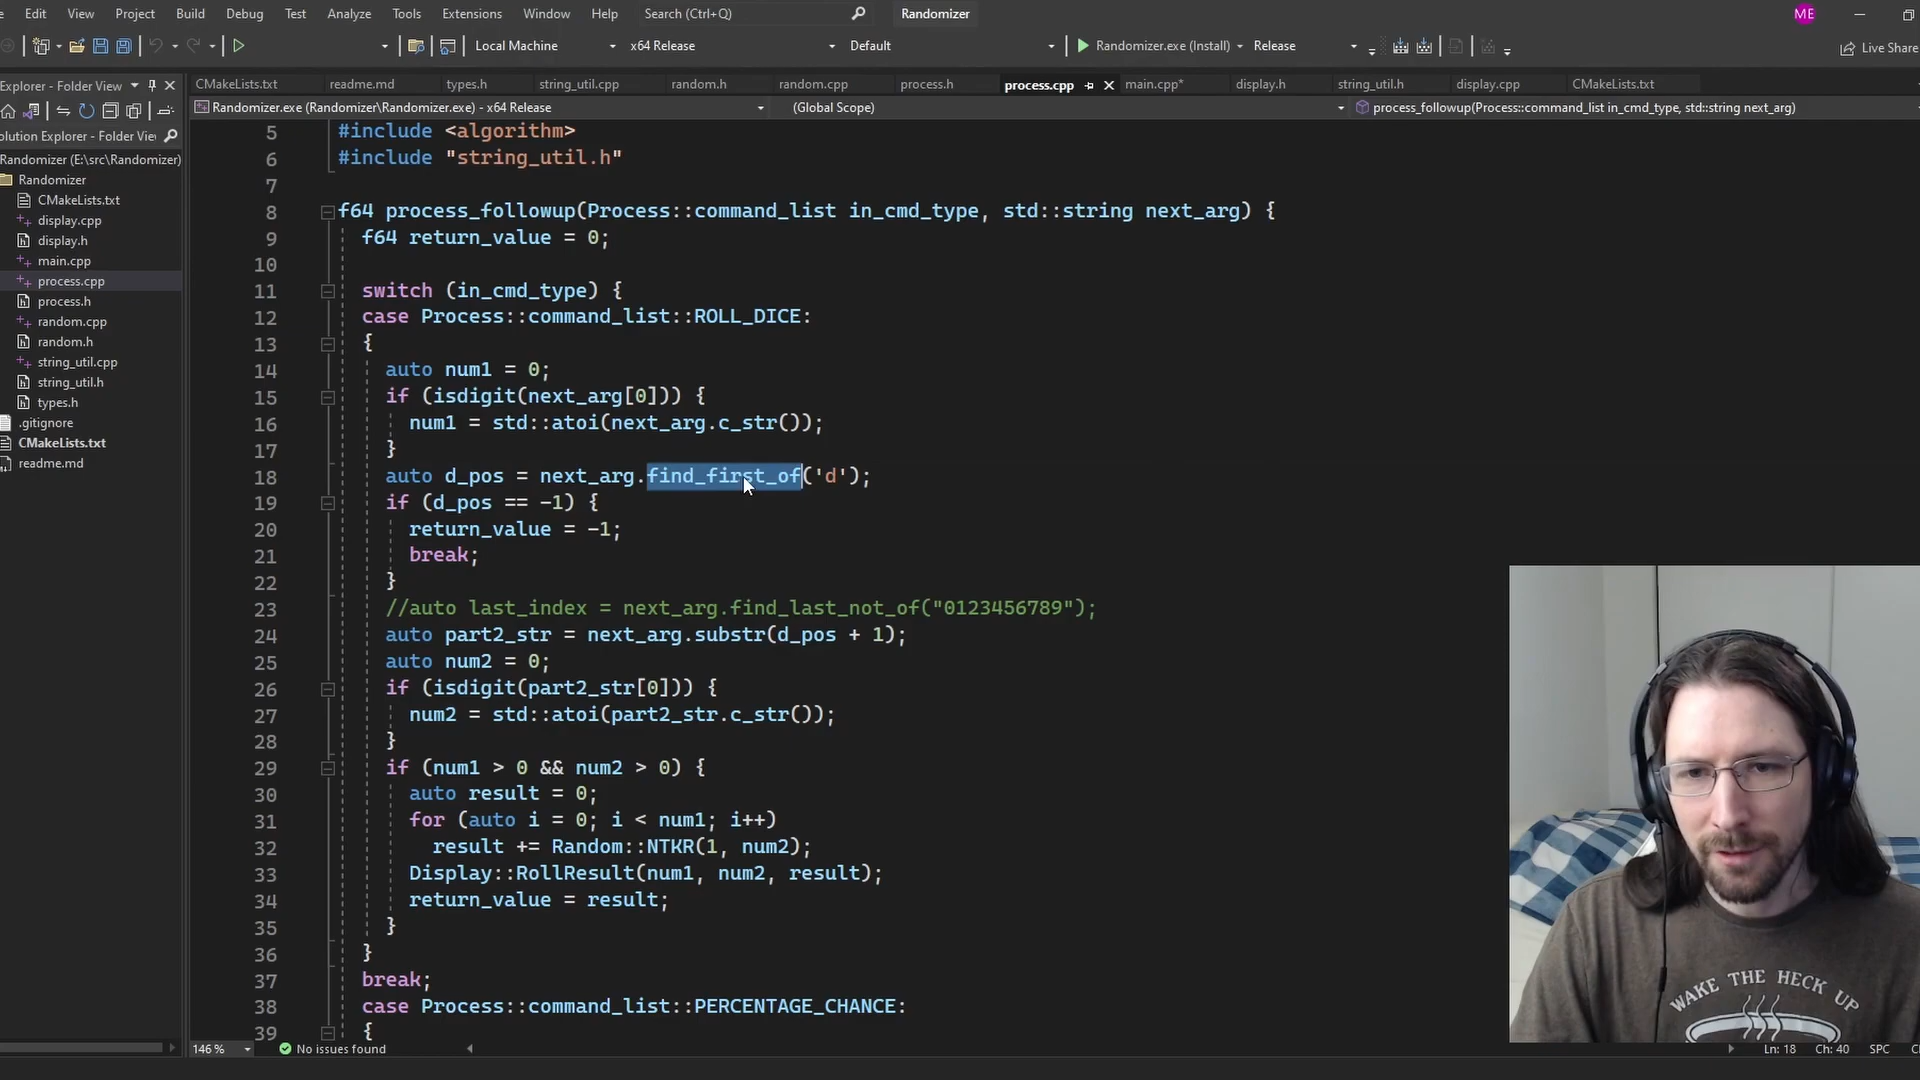 Edit View Project Build Debug Test Analyze Tools Extensions Window Help Search (Ctrl+Q) Randomizer ME
Local Machine x64 Release Default Randomizer.exe (Install) Release Live Share
Explorer - Folder View CMakeLists.txt readme.md types.h string_util.cpp random.h random.cpp process.h process.cpp main.cpp* display.h string_util.h display.cpp CMakeLists.txt
Randomizer.exe (Randomizer\Randomizer.exe) - x64 Release (Global Scope) process_followup(Process::command_list in_cmd_type, std::string next_arg)
Randomizer (E:\src\Randomizer)
Randomizer
CMakeLists.txt
display.cpp
display.h
main.cpp
process.cpp
process.h
random.cpp
random.h
string_util.cpp
string_util.h
types.h
.gitignore
CMakeLists.txt
readme.md
5 #include <algorithm>
6 #include "string_util.h"
7
8 f64 process_followup(Process::command_list in_cmd_type, std::string next_arg) {
9 f64 return_value = 0;
10
11 switch (in_cmd_type) {
12 case Process::command_list::ROLL_DICE:
13 {
14 auto num1 = 0;
15 if (isdigit(next_arg[0])) {
16 num1 = std::atoi(next_arg.c_str());
17 }
18 auto d_pos = next_arg.find_first_of('d');
19 if (d_pos == -1) {
20 return_value = -1;
21 break;
22 }
23 //auto last_index = next_arg.find_last_not_of("0123456789");
24 auto part2_str = next_arg.substr(d_pos + 1);
25 auto num2 = 0;
26 if (isdigit(part2_str[0])) {
27 num2 = std::atoi(part2_str.c_str());
28 }
29 if (num1 > 0 && num2 > 0) {
30 auto result = 0;
31 for (auto i = 0; i < num1; i++)
32 result += Random::NTKR(1, num2);
33 Display::RollResult(num1, num2, result);
34 return_value = result;
35 }
36 }
37 break;
38 case Process::command_list::PERCENTAGE_CHANCE:
39 {
146 % No issues found Ln: 18 Ch: 40 SPC
WAKE THE HECK UP